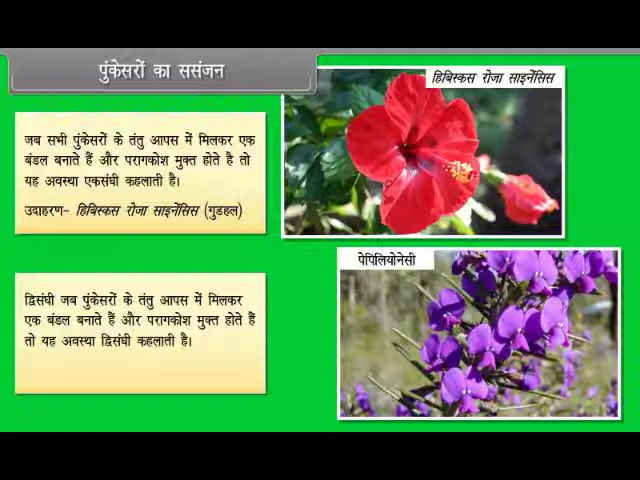 पुंकेसरों का ससंजन
हिबिस्कस रोजा साइनेंसिस
जब सभी पुंकेसरों के तंतु आपस में मिलकर एक
बंडल बनाते हैं और परागकोश मुक्त होते है तो
यह अवस्था एकसंघी कहलाती है।
उदाहरण- हिबिस्कस रोजा साइनेंसिस (गुडहल)
पेपिलियोनेसी
द्विसंघी जब पुंकेसरों के तंतु आपस में मिलकर
एक बंडल बनाते हैं और परागकोश मुक्त होते हैं
तो यह अवस्था द्विसंघी कहलाती है।